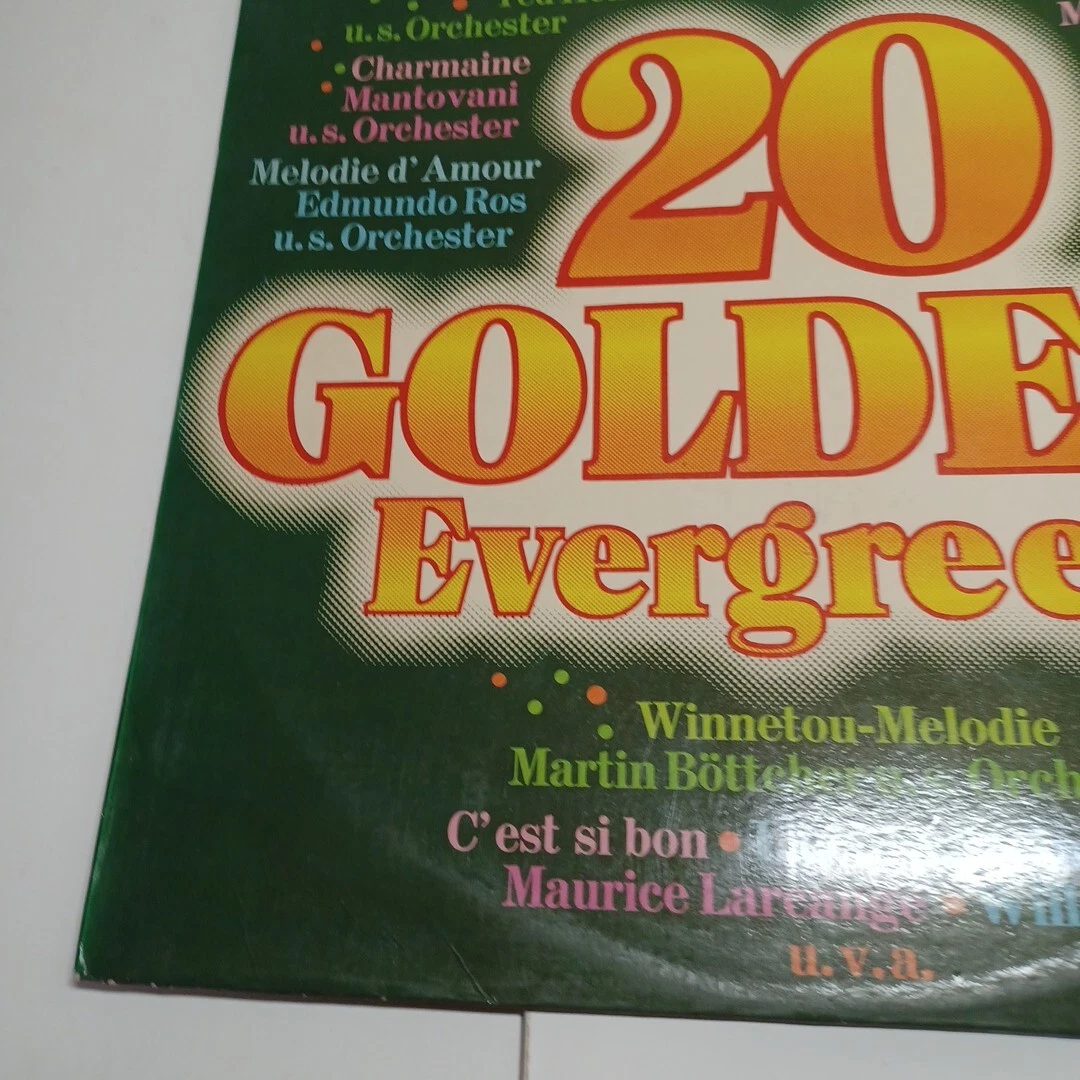 u. s. Orchester
Charmaine
Mantovani
u. s. Orchester
Melodie d'Amour
Edmundo Ros
u. s. Orchester
20
GOLDE
Evergree
Winnetou-Melodie
Martin Böttcher u. s. Orch
C'est si bon
Maurice Larcange
u. v. a.